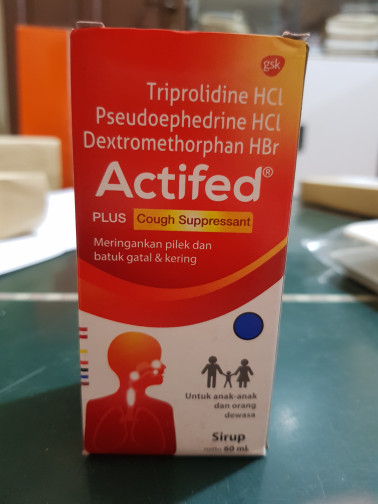 gsk
Triprolidine HCl
Pseudoephedrine HCl
Dextromethorphan HBr
Actifed®
PLUS Cough Suppressant
Meringankan pilek dan
batuk gatal & kering
Untuk anak-anak
dan orang
dewasa
Sirup
netto 60 mL